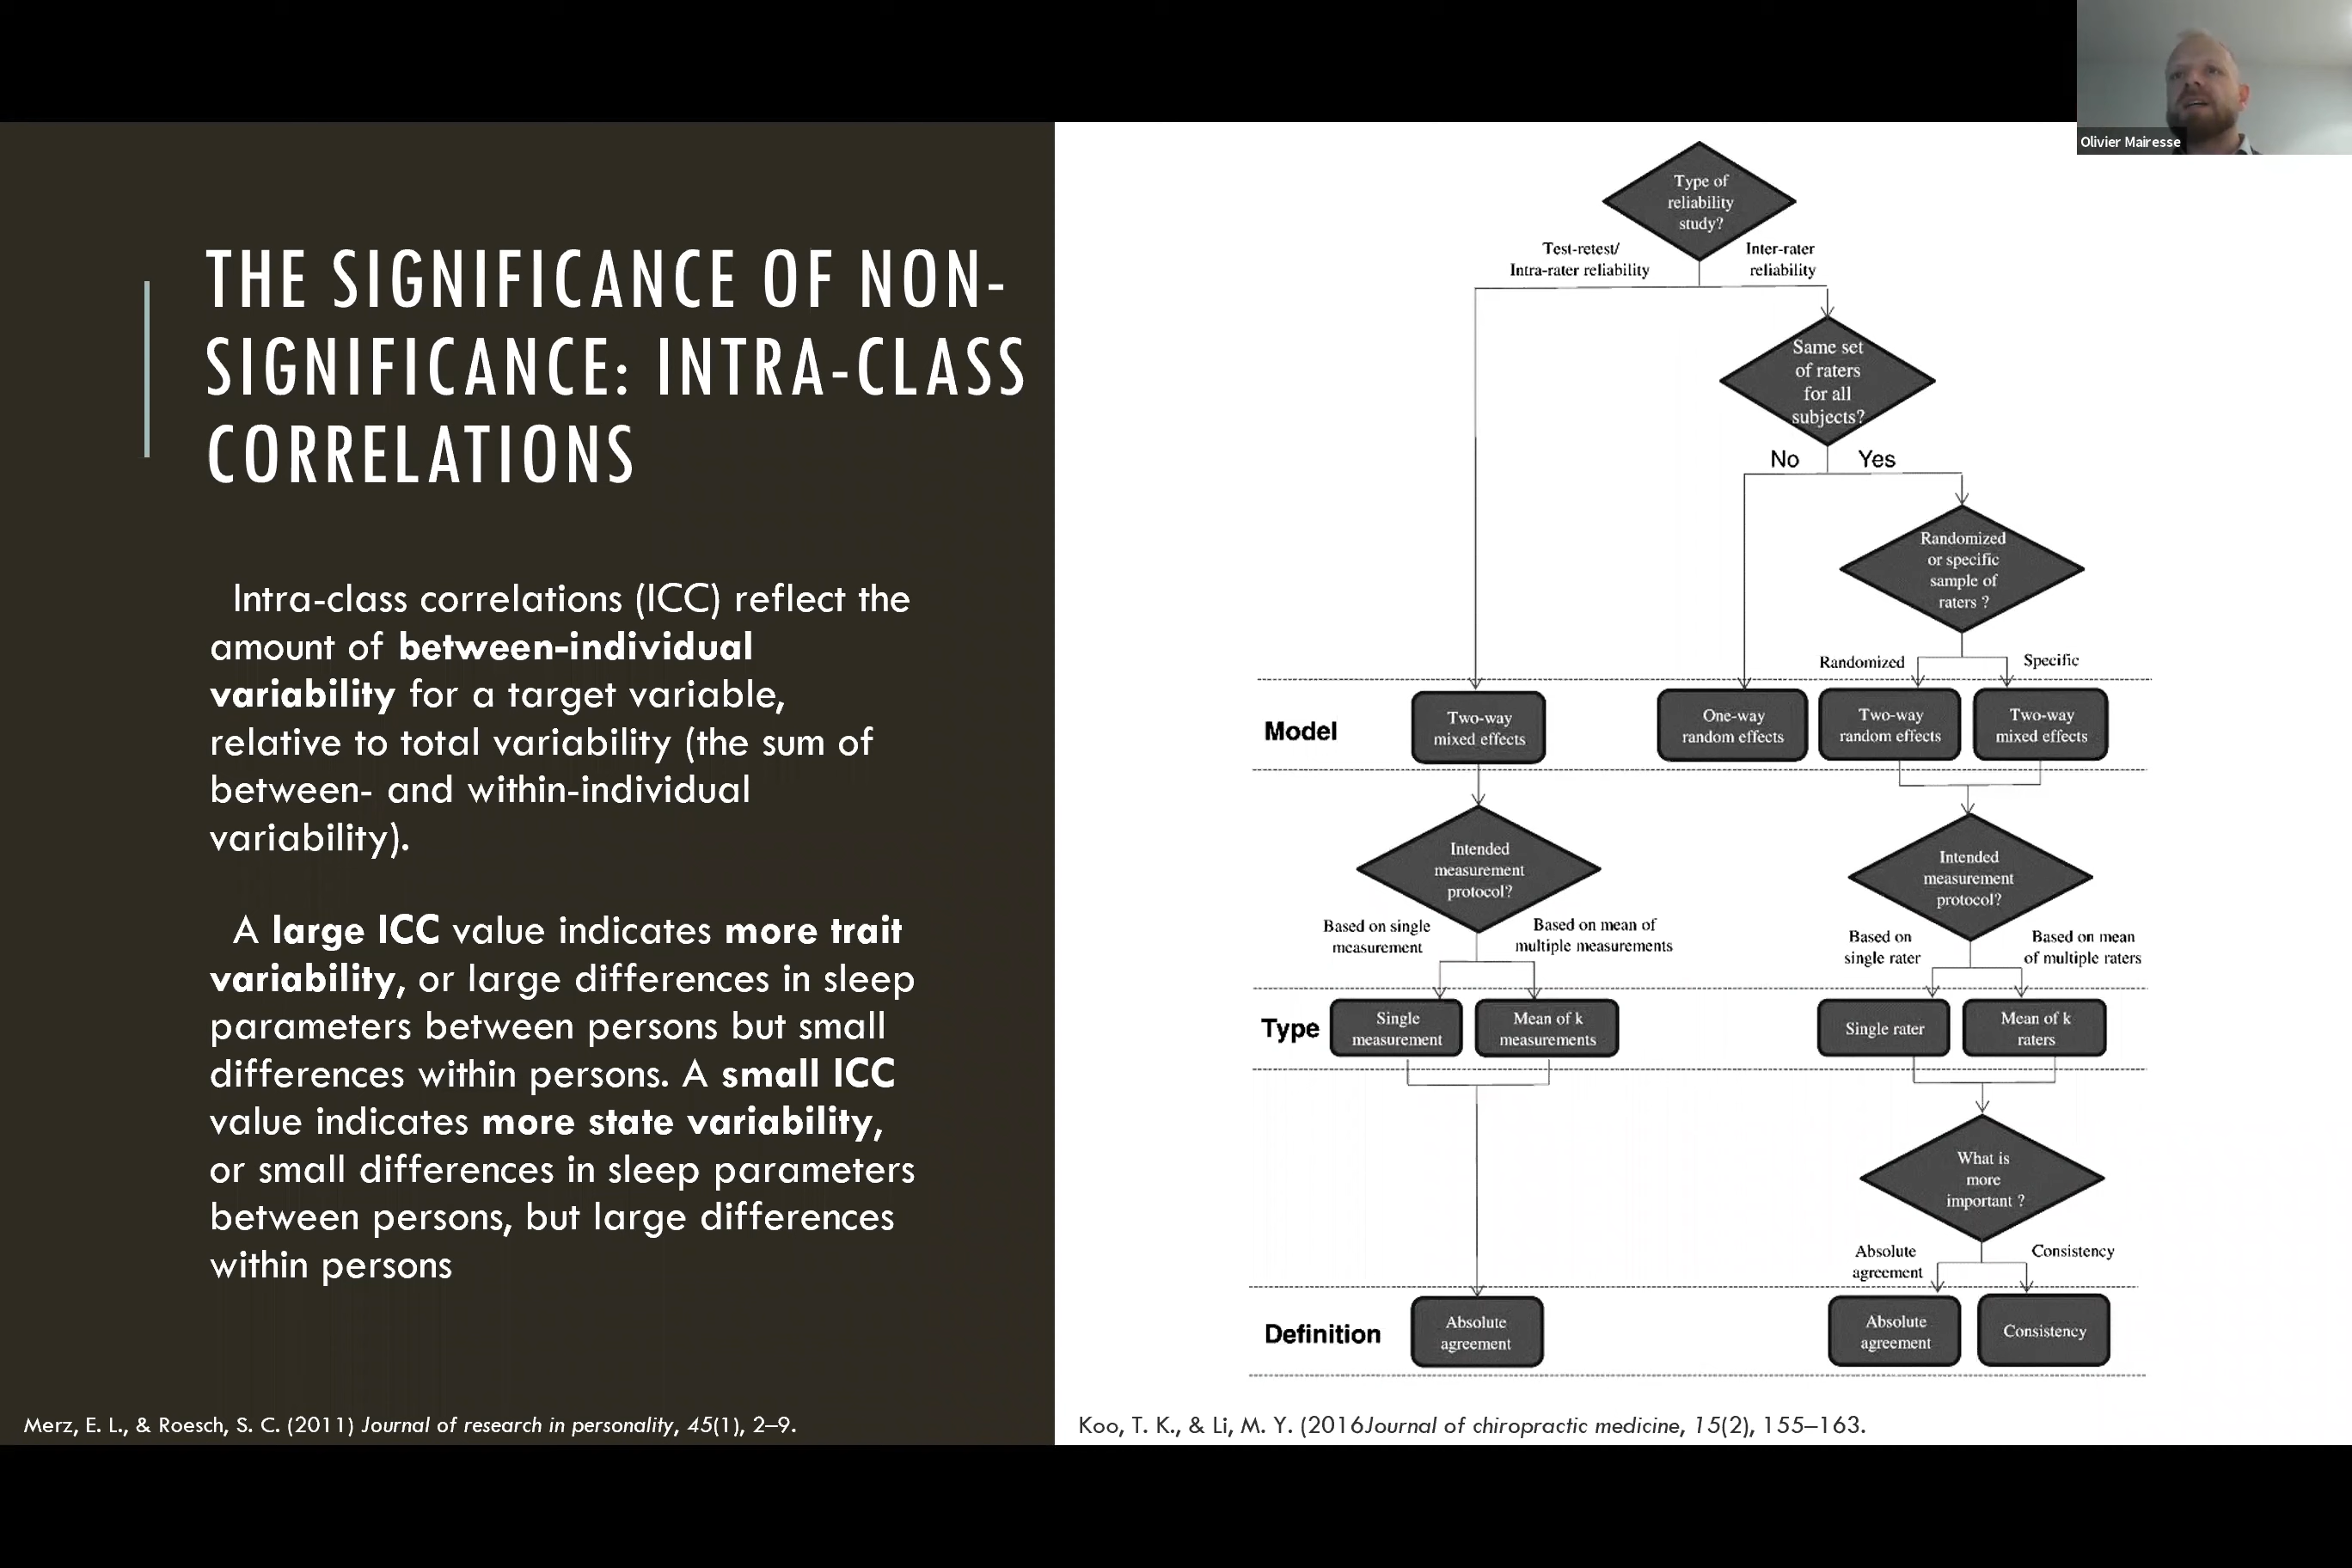 Olivier Mairesse
THE SIGNIFICANCE OF NON-
SIGNIFICANCE: INTRA-CLASS
CORRELATIONS
Intra-class correlations (ICC) reflect the
amount of between-individual
variability for a target variable,
relative to total variability (the sum of
between- and within-individual
variability).
A large ICC value indicates more trait
variability, or large differences in sleep
parameters between persons but small
differences within persons. A small ICC
value indicates more state variability,
or small differences in sleep parameters
between persons, but large differences
within persons
Merz, E. L., & Roesch, S. C. (2011) Journal of research in personality, 45(1), 2–9.
Type of
reliability
study?
Test-retest/
Intra-rater reliability
Inter-rater
reliability
Same set
of raters
for all
subjects?
No
Yes
Randomized
or specific
sample of
raters ?
Randomized
Specific
Model
Two-way
mixed effects
One-way
random effects
Two-way
random effects
Two-way
mixed effects
Intended
measurement
protocol?
Intended
measurement
protocol?
Based on single
measurement
Based on mean of
multiple measurements
Based on
single rater
Based on mean
of multiple raters
Type
Single
measurement
Mean of k
measurements
Single rater
Mean of k
raters
What is
more
important ?
Absolute
agreement
Consistency
Definition
Absolute
agreement
Absolute
agreement
Consistency
Koo, T. K., & Li, M. Y. (2016Journal of chiropractic medicine, 15(2), 155–163.